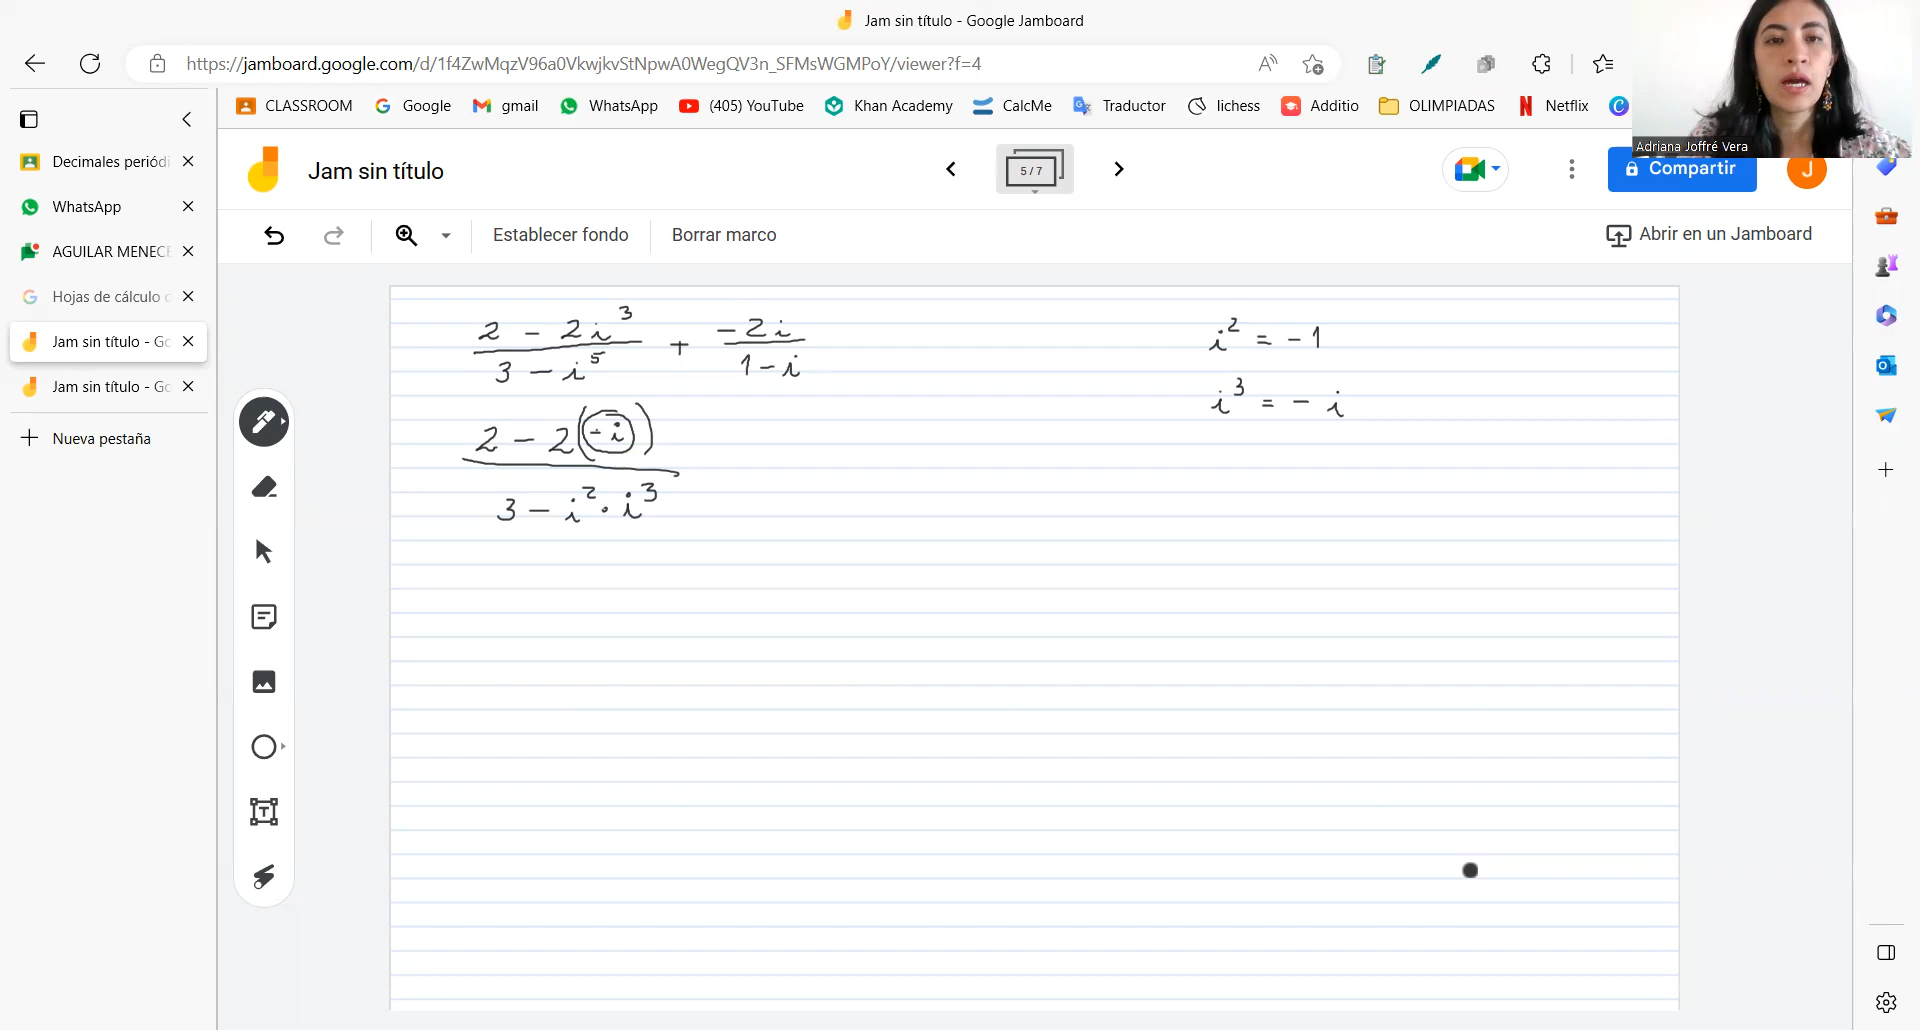 Jam sin título - Google Jamboard
https://jamboard.google.com/d/1f4ZwMqzV96a0VkwjkvStNpwA0WegQV3n_SFMsWGMPoY/viewer?f=4
CLASSROOM Google gmail WhatsApp (405) YouTube Khan Academy CalcMe Traductor lichess Additio OLIMPIADAS Netflix
Adriana Joffré Vera
Decimales periódi
WhatsApp
AGUILAR MENECE
Hojas de cálculo
Jam sin título - Go
Jam sin título - Go
Nueva pestaña
Jam sin título
5 / 7
Compartir
J
Establecer fondo
Borrar marco
Abrir en un Jamboard
2 - 2i³ / 3 - i⁵ + -2i / 1 - i
2 - 2(-i) / 3 - i² · i³
i² = -1
i³ = - i